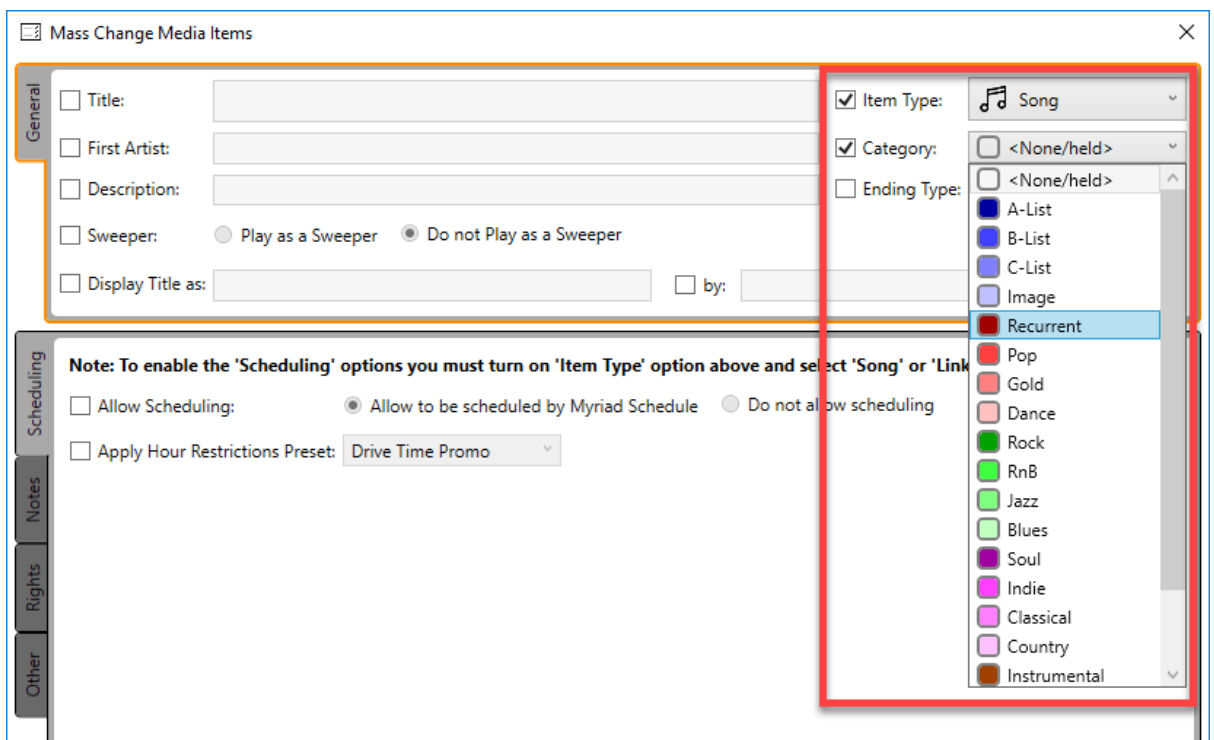 Mass Change Media Items
General
Title:
Item Type: Song
First Artist:
Category: <None/held>
Description:
Ending Type:
Sweeper: Play as a Sweeper Do not Play as a Sweeper
Display Title as: by:
<None/held>
A-List
B-List
C-List
Image
Recurrent
Pop
Gold
Dance
Rock
RnB
Jazz
Blues
Soul
Indie
Classical
Country
Instrumental
Scheduling
Note: To enable the 'Scheduling' options you must turn on 'Item Type' option above and select 'Song' or 'Link
Allow Scheduling: Allow to be scheduled by Myriad Schedule Do not allow scheduling
Apply Hour Restrictions Preset: Drive Time Promo
Notes
Rights
Other